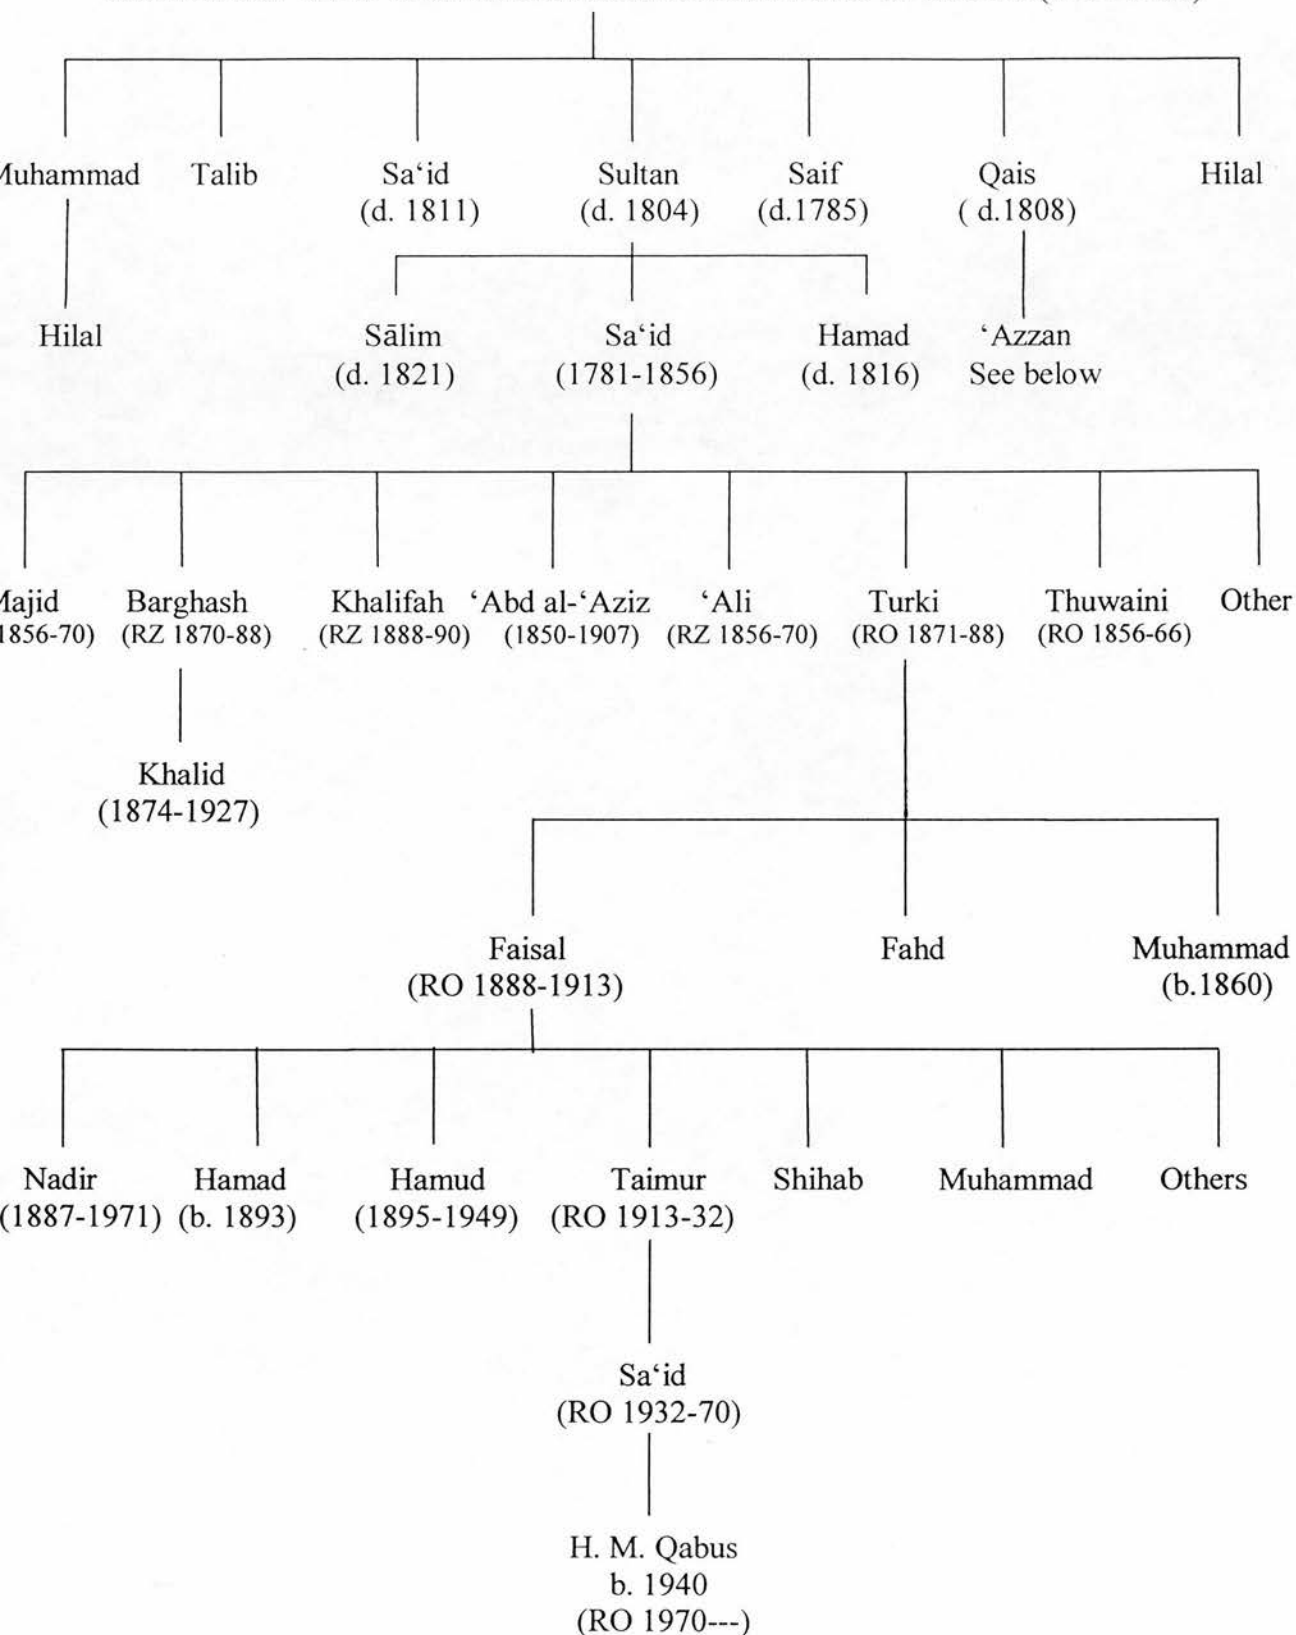 Muhammad Talib Sa‘id Sultan Saif Qais Hilal
(d. 1811) (d. 1804) (d.1785) ( d.1808)
Hilal Sālim Sa‘id Hamad ‘Azzan
(d. 1821) (1781-1856) (d. 1816) See below
Majid Barghash Khalifah ‘Abd al-‘Aziz ‘Ali Turki Thuwaini Other
1856-70) (RZ 1870-88) (RZ 1888-90) (1850-1907) (RZ 1856-70) (RO 1871-88) (RO 1856-66)
Khalid
(1874-1927)
Faisal Fahd Muhammad
(RO 1888-1913) (b.1860)
Nadir Hamad Hamud Taimur Shihab Muhammad Others
(1887-1971) (b. 1893) (1895-1949) (RO 1913-32)
Sa‘id
(RO 1932-70)
H. M. Qabus
b. 1940
(RO 1970---)